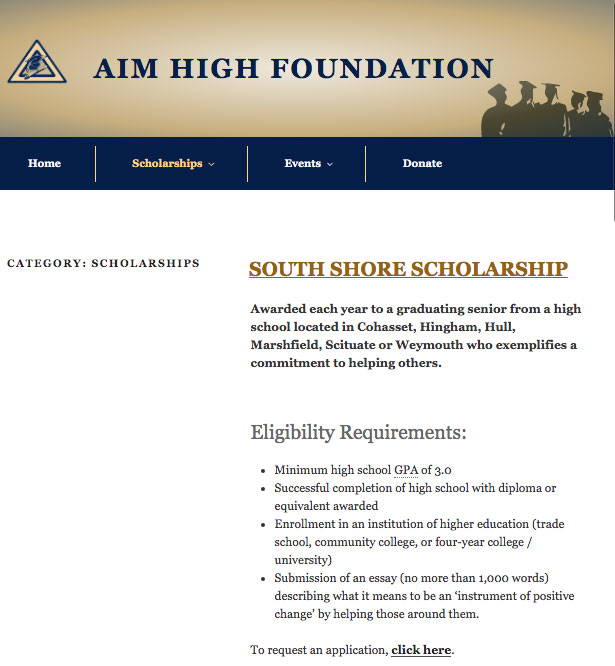 AIM HIGH FOUNDATION
Home
Scholarships
Events
Donate
CATEGORY: SCHOLARSHIPS
SOUTH SHORE SCHOLARSHIP
Awarded each year to a graduating senior from a high
school located in Cohasset, Hingham, Hull,
Marshfield, Scituate or Weymouth who exemplifies a
commitment to helping others.
Eligibility Requirements:
• Minimum high school GPA of 3.0
• Successful completion of high school with diploma or
equivalent awarded
• Enrollment in an institution of higher education (trade
school, community college, or four-year college /
university)
• Submission of an essay (no more than 1,000 words)
describing what it means to be an ‘instrument of positive
change' by helping those around them.
To request an application, click here.